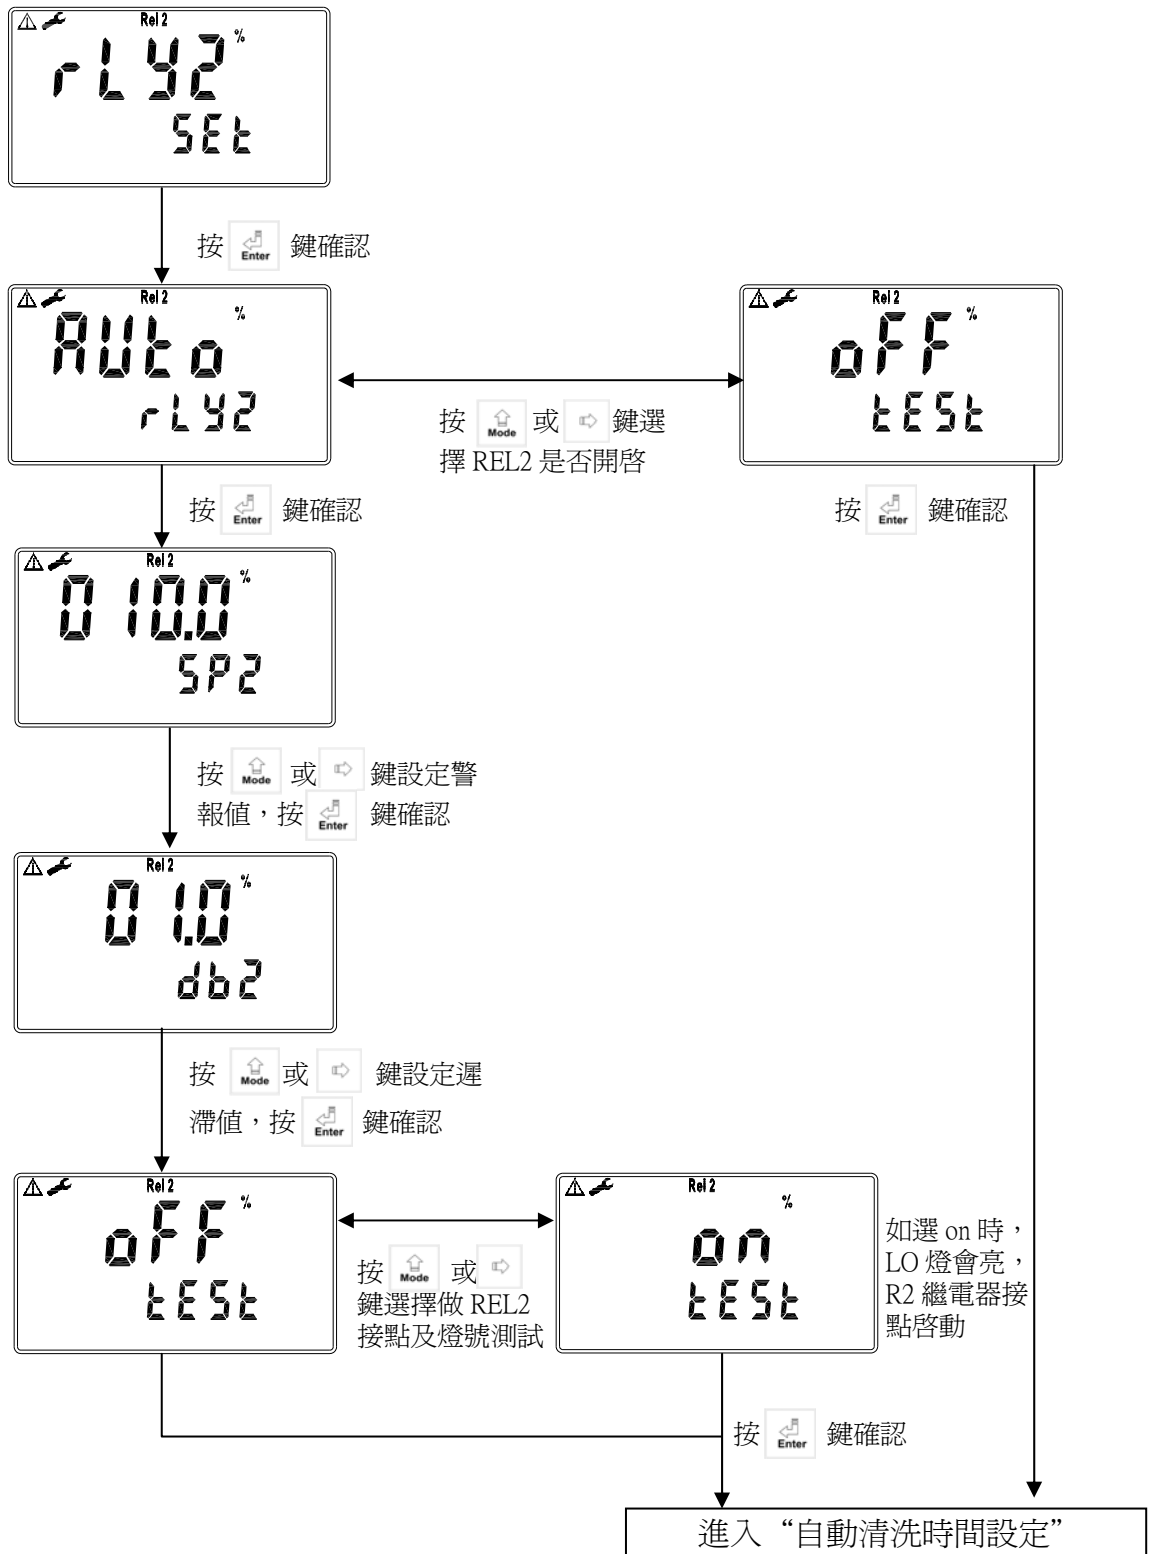 Rel 2
%
rLY2
SEt
按 Enter 鍵確認
Rel 2
%
AUto
rLY2
按 Mode 或 鍵選
擇 REL2 是否開啓
Rel 2
%
oFF
tESt
按 Enter 鍵確認
按 Enter 鍵確認
Rel 2
%
010.0
SP2
按 Mode 或 鍵設定警
報值，按 Enter 鍵確認
Rel 2
%
01.0
db2
按 Mode 或 鍵設定遲
滯值，按 Enter 鍵確認
Rel 2
%
oFF
tESt
按 Mode 或
鍵選擇做 REL2
接點及燈號測試
Rel 2
%
on
tESt
如選 on 時，
LO 燈會亮，
R2 繼電器接
點啓動
按 Enter 鍵確認
進入“自動清洗時間設定”